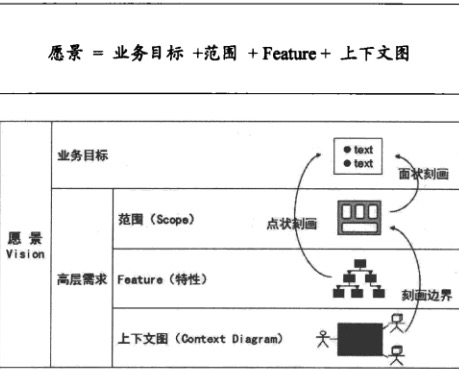 愿景 = 业务目标 +范围 + Feature + 上下文图
业务目标
text
text
面状刻画
范围（Scope）
点状刻画
愿 景
Vision
高层需求
Feature（特性）
刻画边界
上下文图（Context Diagram）